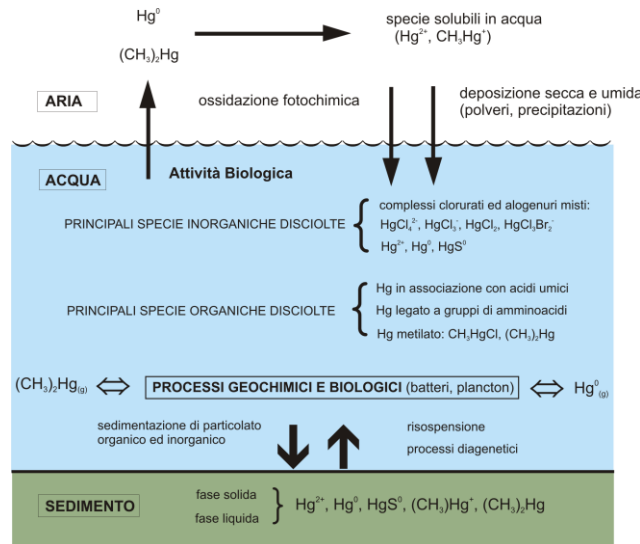 Hg⁰
(CH₃)₂Hg
specie solubili in acqua
(Hg²⁺, CH₃Hg⁺)
ARIA
ossidazione fotochimica
deposizione secca e umida
(polveri, precipitazioni)
ACQUA
Attività Biologica
PRINCIPALI SPECIE INORGANICHE DISCIOLTE
complessi clorurati ed alogenuri misti:
HgCl₄²⁻, HgCl₃⁻, HgCl₂, HgCl₃Br₂⁻
Hg²⁺, Hg⁰, HgS⁰
PRINCIPALI SPECIE ORGANICHE DISCIOLTE
Hg in associazione con acidi umici
Hg legato a gruppi di amminoacidi
Hg metilato: CH₃HgCl, (CH₃)₂Hg
(CH₃)₂Hg₍g₎ ⇔ PROCESSI GEOCHIMICI E BIOLOGICI (batteri, plancton) ⇔ Hg⁰₍g₎
sedimentazione di particolato
organico ed inorganico
risospensione
processi diagenetici
SEDIMENTO
fase solida
fase liquida
Hg²⁺, Hg⁰, HgS⁰, (CH₃)Hg⁺, (CH₃)₂Hg